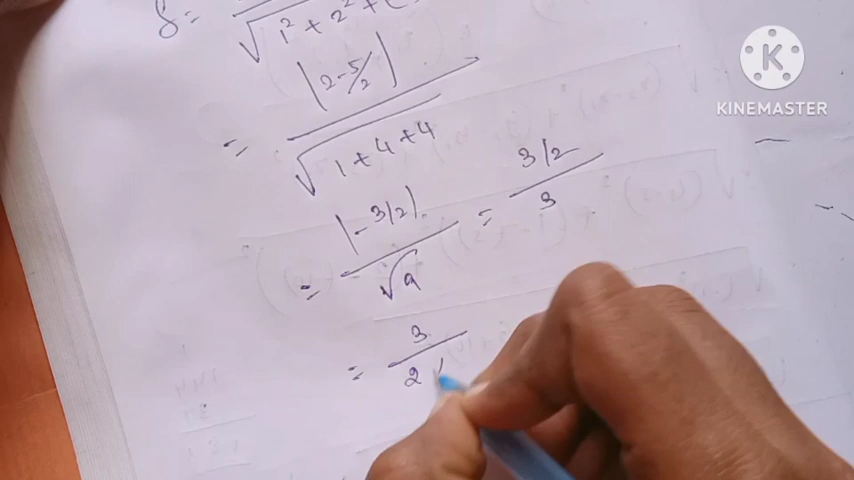 δ = √1² + 2² + (
= |2 - 5/2| / √1 + 4 + 4
= |-3/2| / √9 = 3/2 / 3
= 3 / 2
K
KINEMASTER